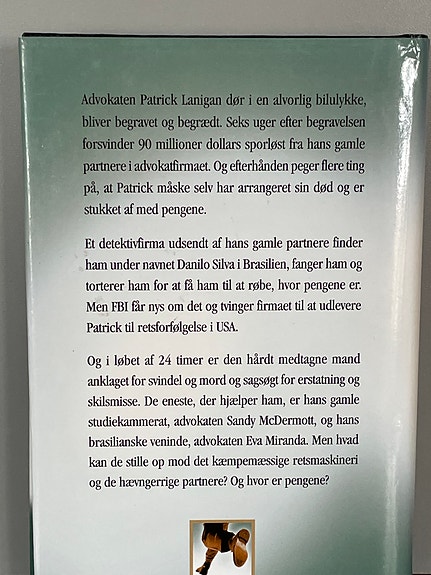 Advokaten Patrick Lanigan dør i en alvorlig bilulykke,
bliver begravet og begrædt. Seks uger efter begravelsen
forsvinder 90 millioner dollars sporløst fra hans gamle
partnere i advokatfirmaet. Og efterhånden peger flere ting
på, at Patrick måske selv har arrangeret sin død og er
stukket af med pengene.
Et detektivfirma udsendt af hans gamle partnere finder
ham under navnet Danilo Silva i Brasilien, fanger ham og
torterer ham for at få ham til at røbe, hvor pengene er.
Men FBI får nys om det og tvinger firmaet til at udlevere
Patrick til retsforfølgelse i USA.
Og i løbet af 24 timer er den hårdt medtagne mand
anklaget for svindel og mord og sagsøgt for erstatning og
skilsmisse. De eneste, der hjælper ham, er hans gamle
studiekammerat, advokaten Sandy McDermott, og hans
brasilianske veninde, advokaten Eva Miranda. Men hvad
kan de stille op mod det kæmpemæssige retsmaskineri
og de hævngerrige partnere? Og hvor er pengene?